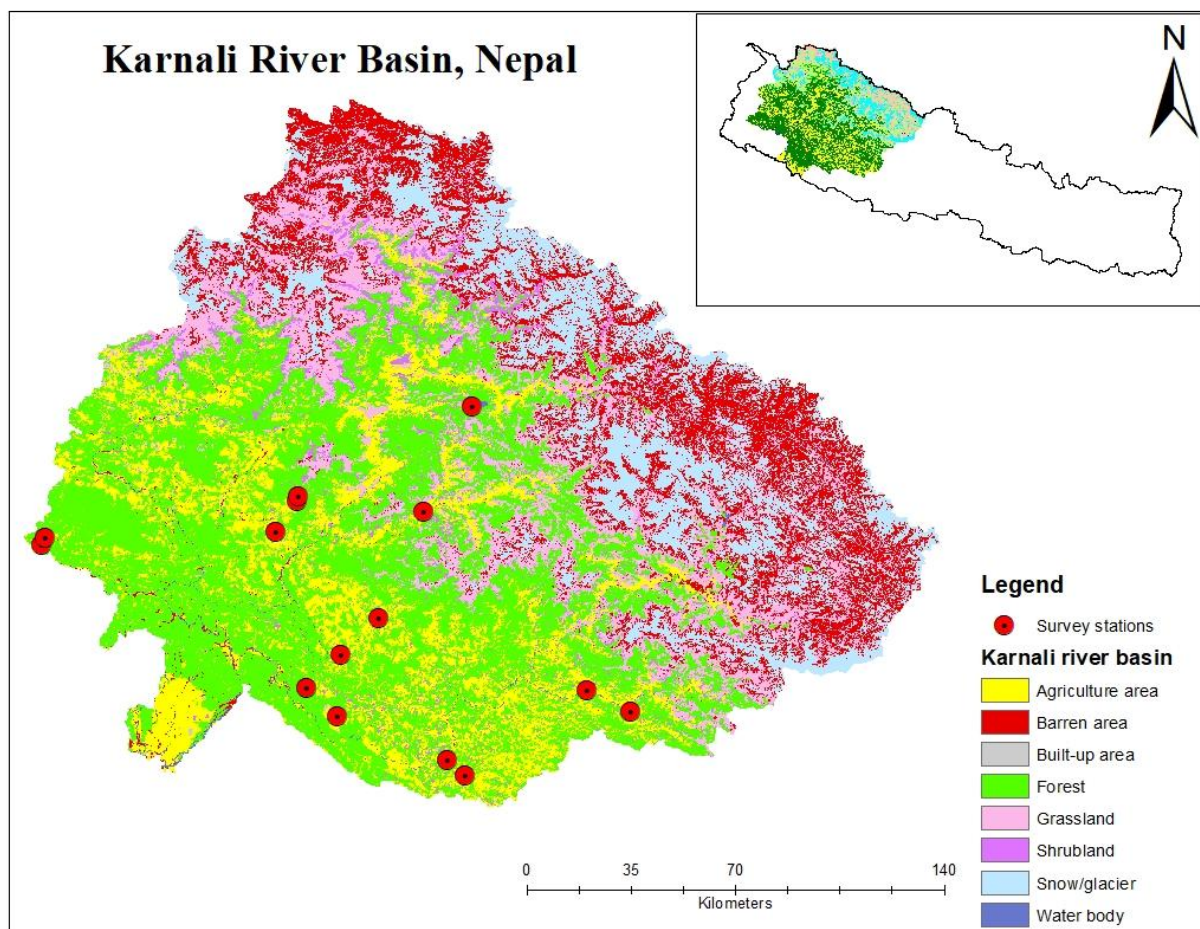 Karnali River Basin, Nepal
N
Legend
Survey stations
Karnali river basin
Agriculture area
Barren area
Built-up area
Forest
Grassland
Shrubland
Snow/glacier
Water body
0 35 70 140
Kilometers